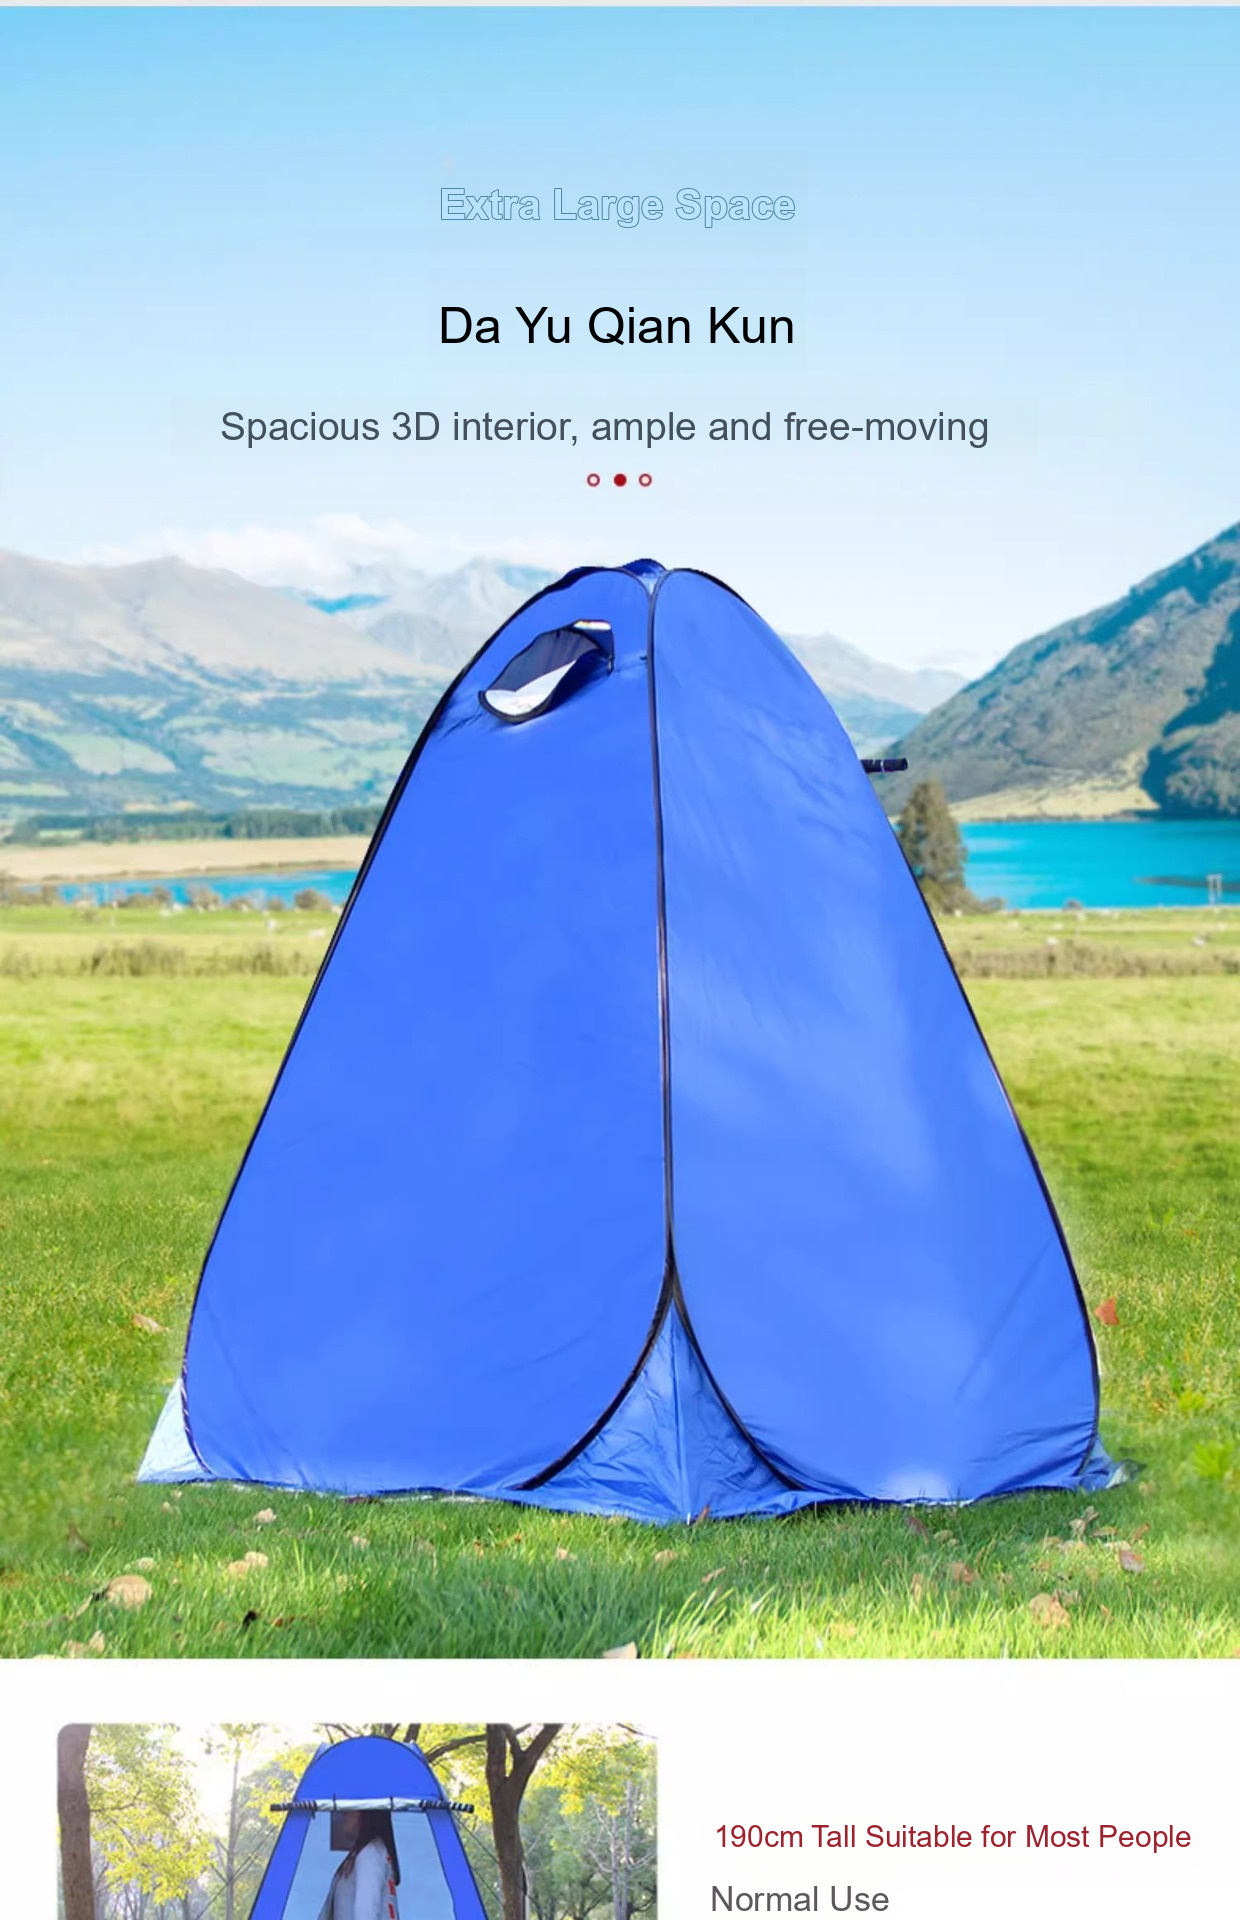 Extra Large Space
Da Yu Qian Kun
Spacious 3D interior, ample and free-moving
190cm Tall Suitable for Most People
Normal Use